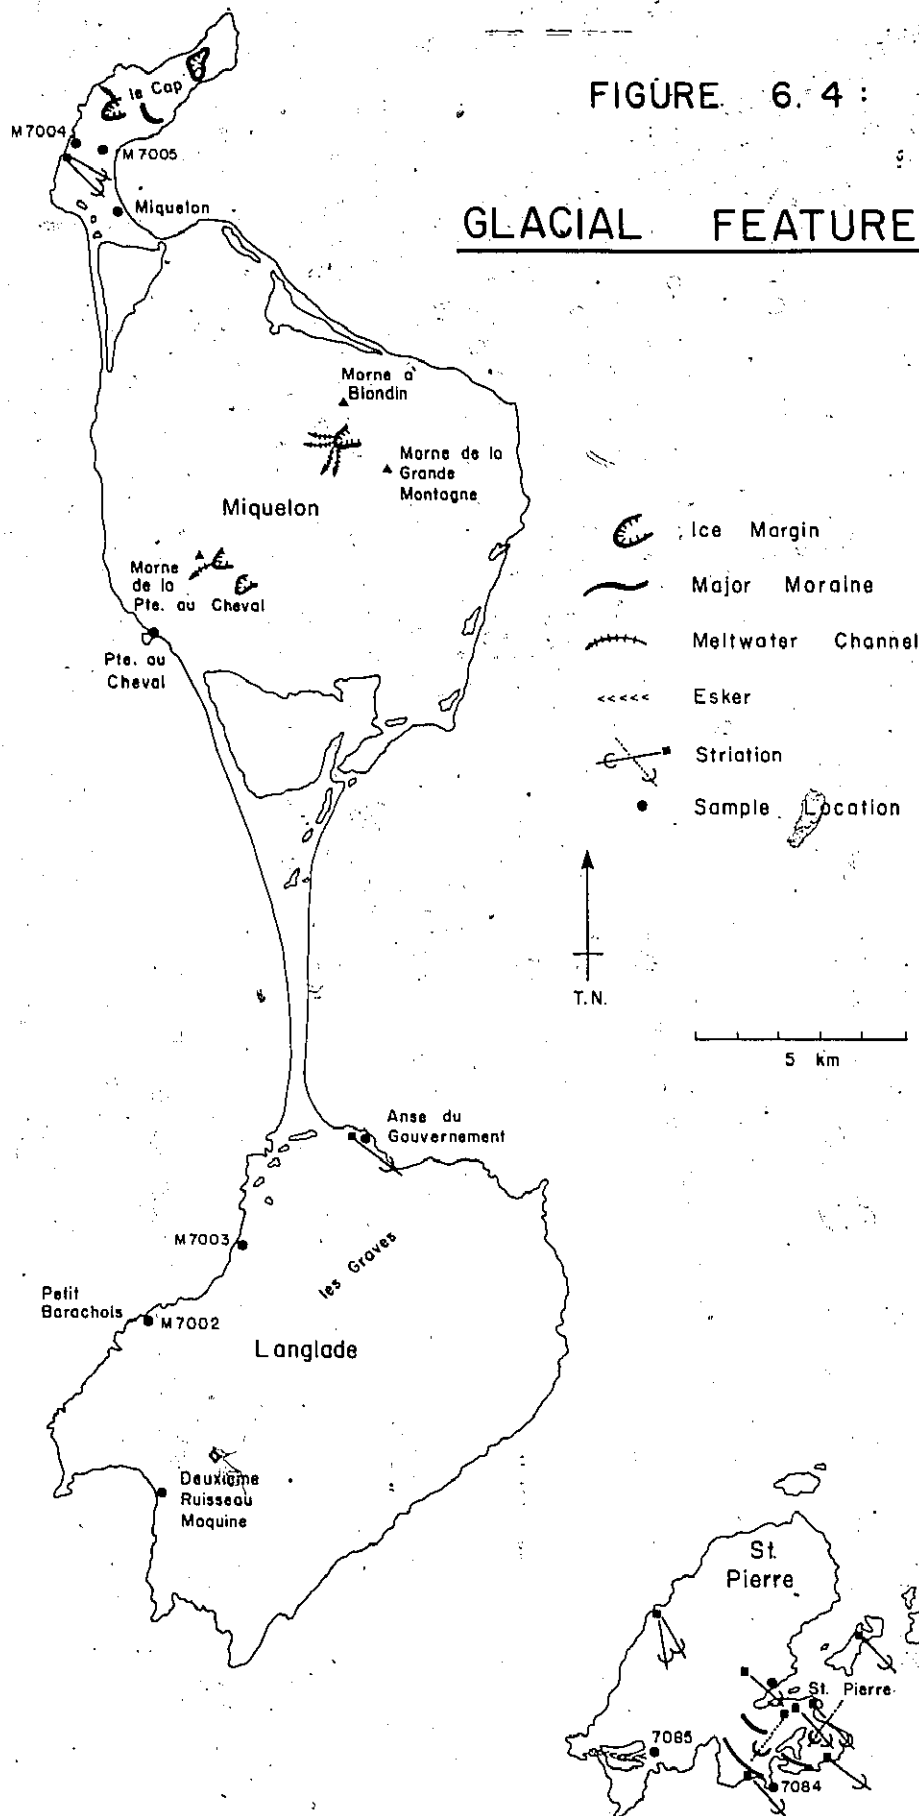 FIGURE 6.4:
GLACIAL FEATURE
le Cap
M7004
M7005
Miquelon
Morne à
Blondin
Morne de la
Grande
Montagne
Miquelon
Morne
de la
Pte. au Cheval
Pte. au
Cheval
Ice Margin
Major Moraine
Meltwater Channel
Esker
Striation
Sample Location
T.N.
5 km
Anse du
Gouvernement
M7003
les Graves
Petit
Barachois
M7002
Langlade
Deuxième
Ruisseau
Maquine
St.
Pierre
St. Pierre
7085
7084